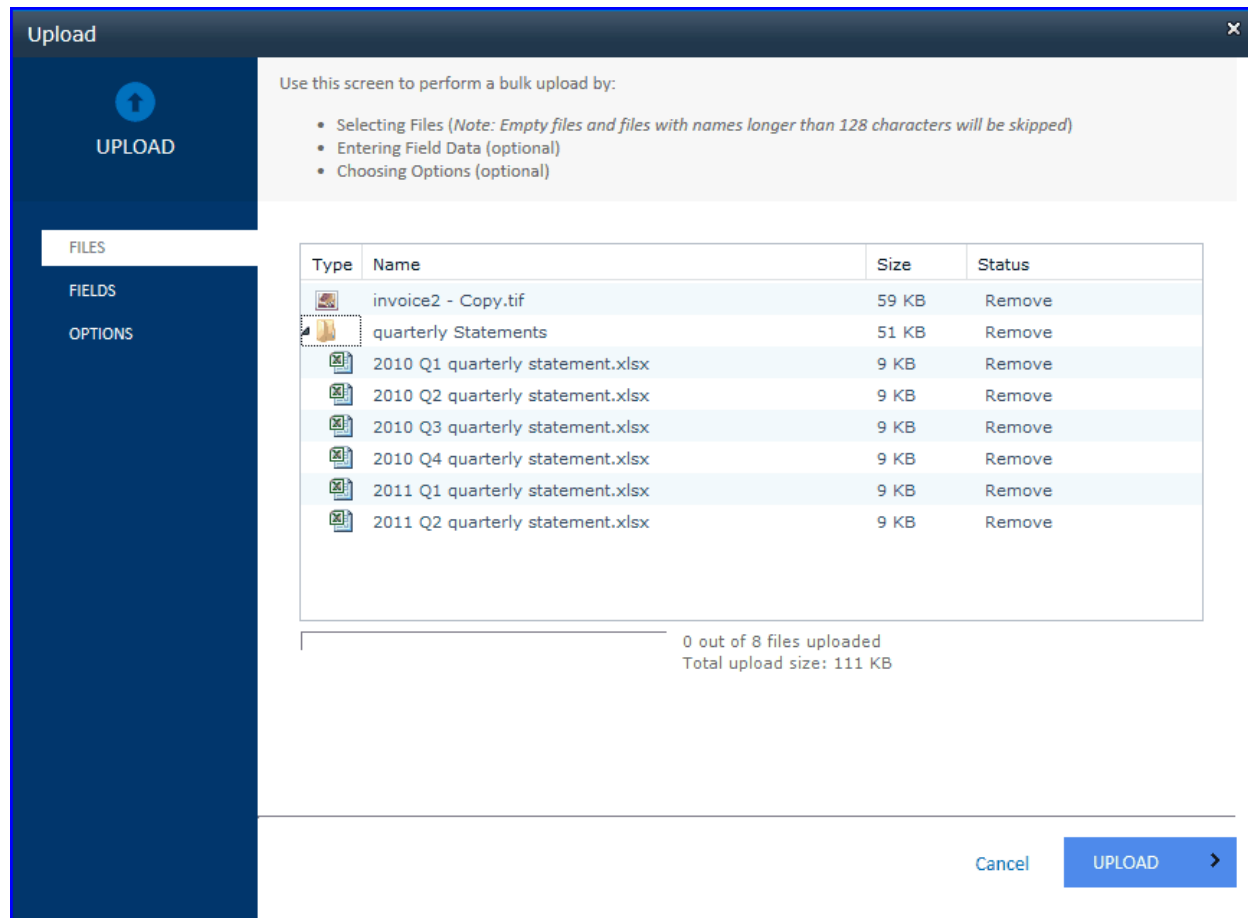 Upload
UPLOAD
Use this screen to perform a bulk upload by:
• Selecting Files (Note: Empty files and files with names longer than 128 characters will be skipped)
• Entering Field Data (optional)
• Choosing Options (optional)
FILES
FIELDS
OPTIONS
Type Name Size Status
invoice2 - Copy.tif 59 KB Remove
quarterly Statements 51 KB Remove
2010 Q1 quarterly statement.xlsx 9 KB Remove
2010 Q2 quarterly statement.xlsx 9 KB Remove
2010 Q3 quarterly statement.xlsx 9 KB Remove
2010 Q4 quarterly statement.xlsx 9 KB Remove
2011 Q1 quarterly statement.xlsx 9 KB Remove
2011 Q2 quarterly statement.xlsx 9 KB Remove
0 out of 8 files uploaded
Total upload size: 111 KB
Cancel UPLOAD